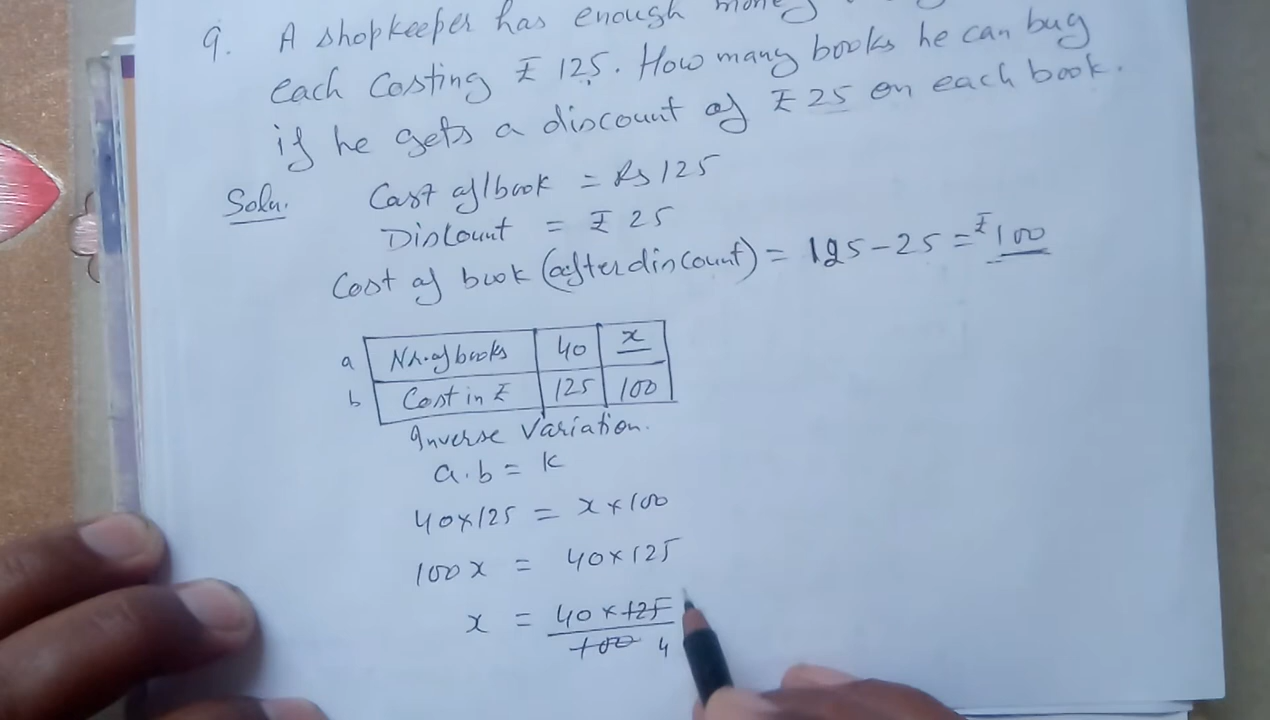 9. A shopkeeper has enough money
each costing ₹ 125. How many books he can buy
if he gets a discount of ₹ 25 on each book.
Soln. Cost of 1 book = Rs 125
Discount = ₹ 25
Cost of book (after discount) = 125 - 25 = ₹ 100
a No. of books 40 x
b Cost in ₹ 125 100
Inverse Variation.
a.b = K
40 x 125 = x x 100
100 x = 40 x 125
x = 40 x 125
100 4